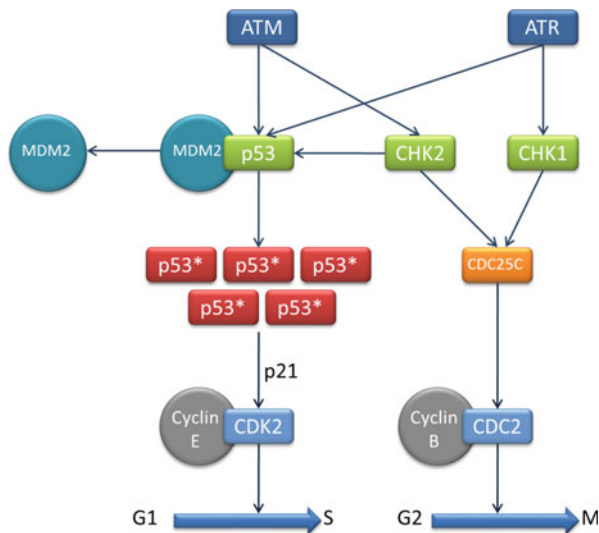 ATM ATR
MDM2 MDM2 p53 CHK2 CHK1
p53* p53* p53* CDC25C
p53* p53*
p21
Cyclin
E
CDK2
Cyclin
B
CDC2
G1 S G2 M